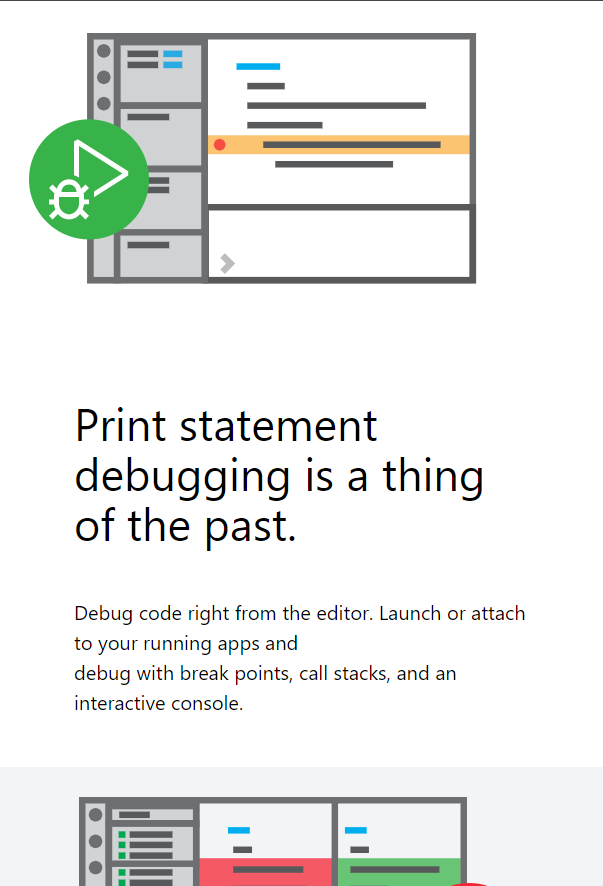 Print statement
debugging is a thing
of the past.
Debug code right from the editor. Launch or attach
to your running apps and
debug with break points, call stacks, and an
interactive console.